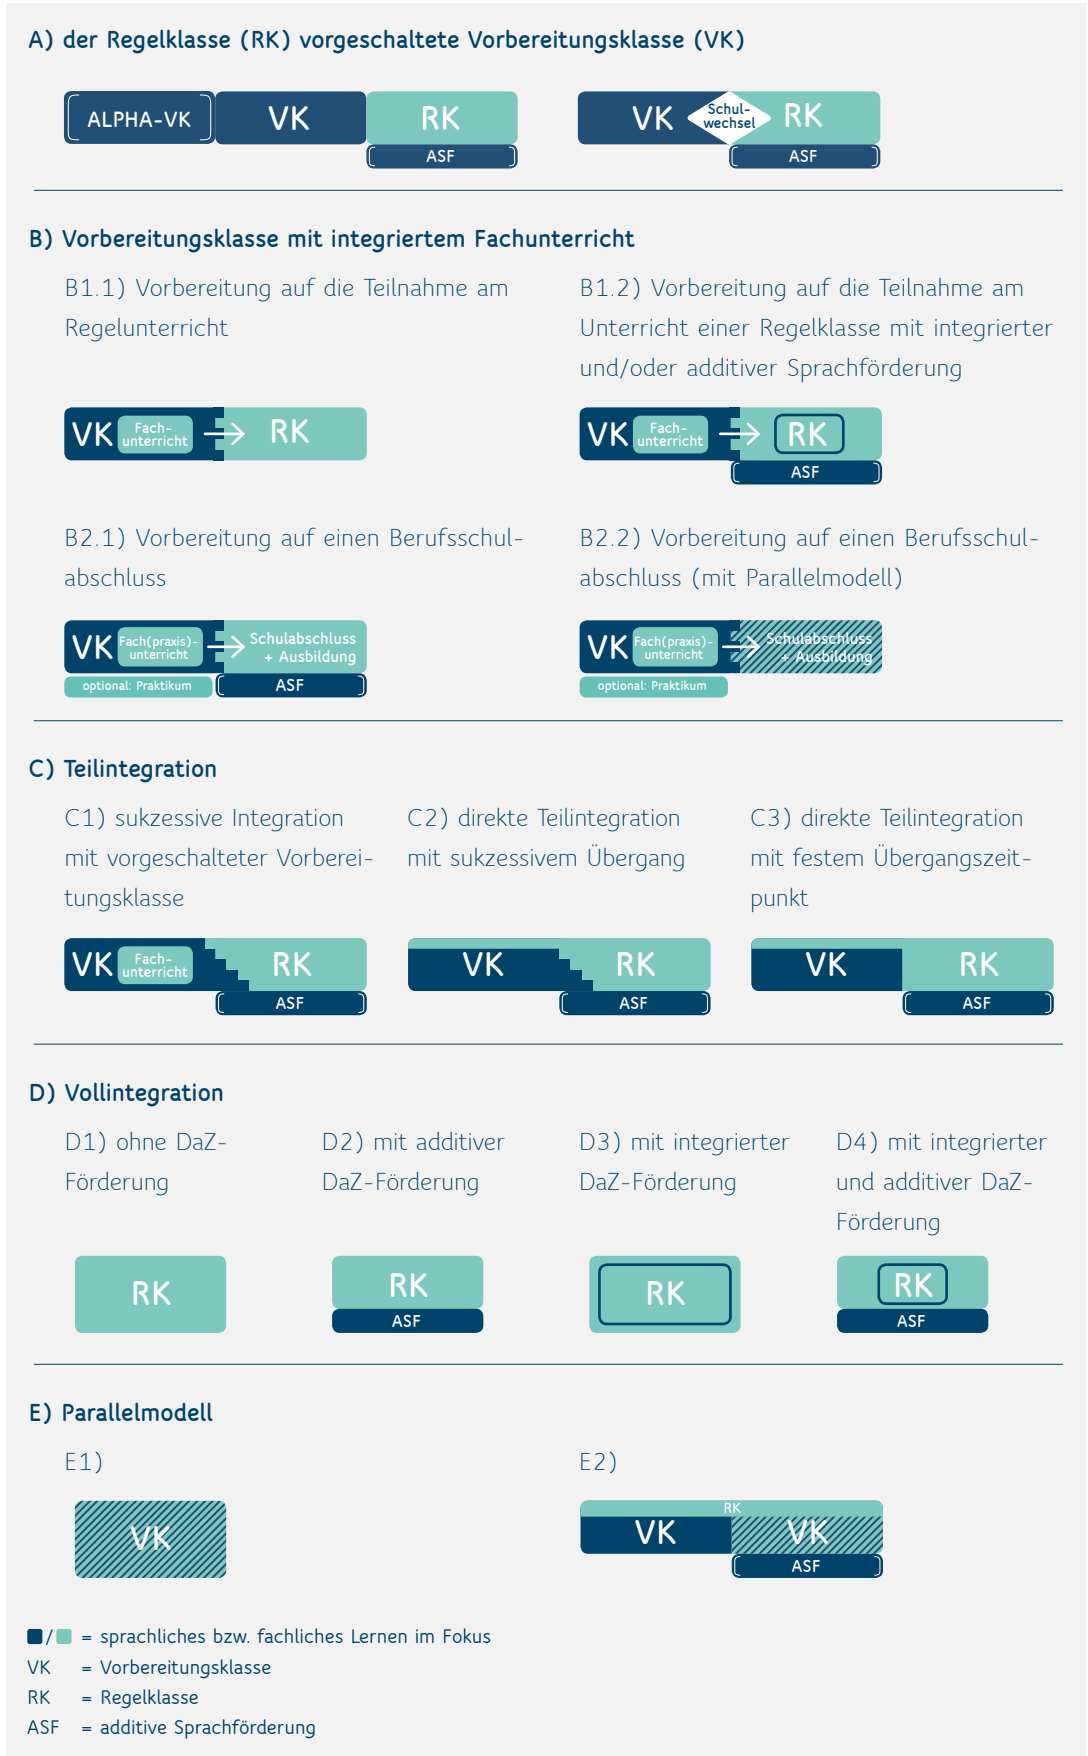 A) der Regelklasse (RK) vorgeschaltete Vorbereitungsklasse (VK)
ALPHA-VK
VK
RK
ASF
VK
Schul-
wechsel
RK
ASF
B) Vorbereitungsklasse mit integriertem Fachunterricht
B1.1) Vorbereitung auf die Teilnahme am
Regelunterricht
VK
Fach-
unterricht
RK
B1.2) Vorbereitung auf die Teilnahme am
Unterricht einer Regelklasse mit integrierter
und/oder additiver Sprachförderung
VK
Fach-
unterricht
RK
ASF
B2.1) Vorbereitung auf einen Berufsschul-
abschluss
VK
Fach(praxis)-
unterricht
Schulabschluss
+ Ausbildung
optional: Praktikum
ASF
B2.2) Vorbereitung auf einen Berufsschul-
abschluss (mit Parallelmodell)
VK
Fach(praxis)-
unterricht
Schulabschluss
+ Ausbildung
optional: Praktikum
C) Teilintegration
C1) sukzessive Integration
mit vorgeschalteter Vorberei-
tungsklasse
VK
Fach-
unterricht
RK
ASF
C2) direkte Teilintegration
mit sukzessivem Übergang
VK
RK
ASF
C3) direkte Teilintegration
mit festem Übergangszeit-
punkt
VK
RK
ASF
D) Vollintegration
D1) ohne DaZ-
Förderung
RK
D2) mit additiver
DaZ-Förderung
RK
ASF
D3) mit integrierter
DaZ-Förderung
RK
D4) mit integrierter
und additiver DaZ-
Förderung
RK
ASF
E) Parallelmodell
E1)
VK
E2)
RK
VK
VK
ASF
/ = sprachliches bzw. fachliches Lernen im Fokus
VK = Vorbereitungsklasse
RK = Regelklasse
ASF = additive Sprachförderung